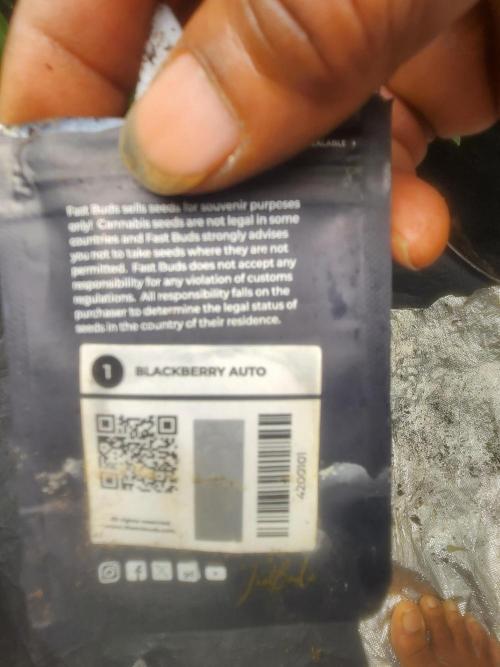 Fast Buds sells seeds for souvenir purposes
only! Cannabis seeds are not legal in some
countries and Fast Buds strongly advises
you not to take seeds where they are not
permitted. Fast Buds does not accept any
responsibility for any violation of customs
regulations. All responsibility falls on the
purchaser to determine the legal status of
seeds in the country of their residence.
1 BLACKBERRY AUTO
4200101
All rights reserved